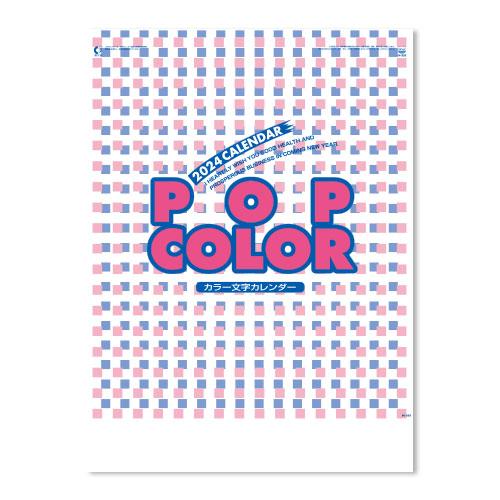 2024 CALENDAR
I HEARTILY WISH YOU GOOD HEALTH AND
PROSPEROUS BUSINESS IN COMING NEW YEAR
POP
COLOR
カラー文字カレンダー